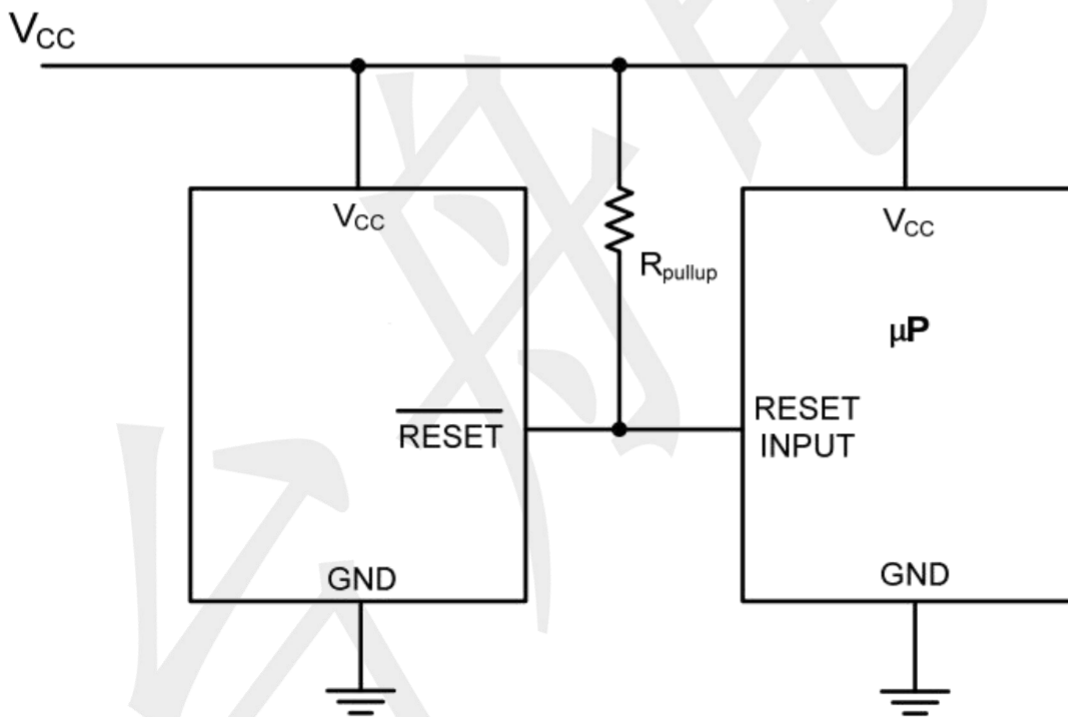 VCC
VCC
VCC
Rpullup
μP
RESET
RESET
INPUT
GND
GND